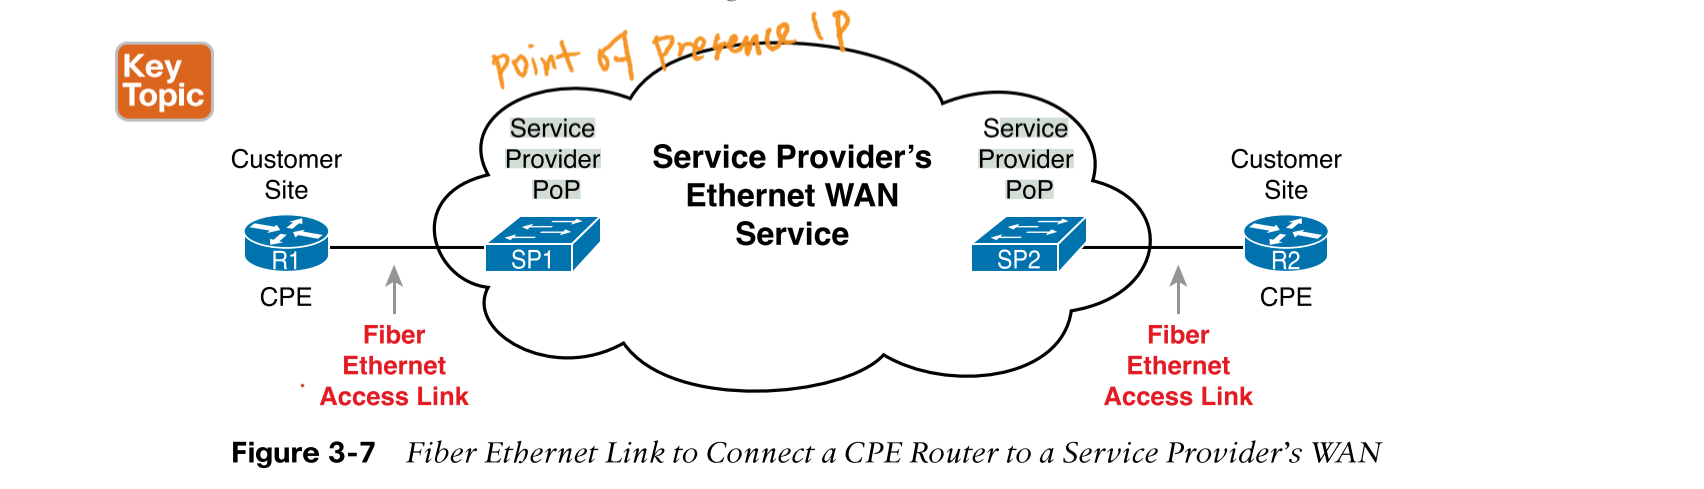 point of Presence IP
Key
Topic
Service
Provider
PoP
Service Provider's
Ethernet WAN
Service
Service
Provider
PoP
Customer
Site
Customer
Site
R1
SP1
SP2
R2
CPE
CPE
Fiber
Ethernet
Access Link
Fiber
Ethernet
Access Link
Figure 3-7 Fiber Ethernet Link to Connect a CPE Router to a Service Provider's WAN